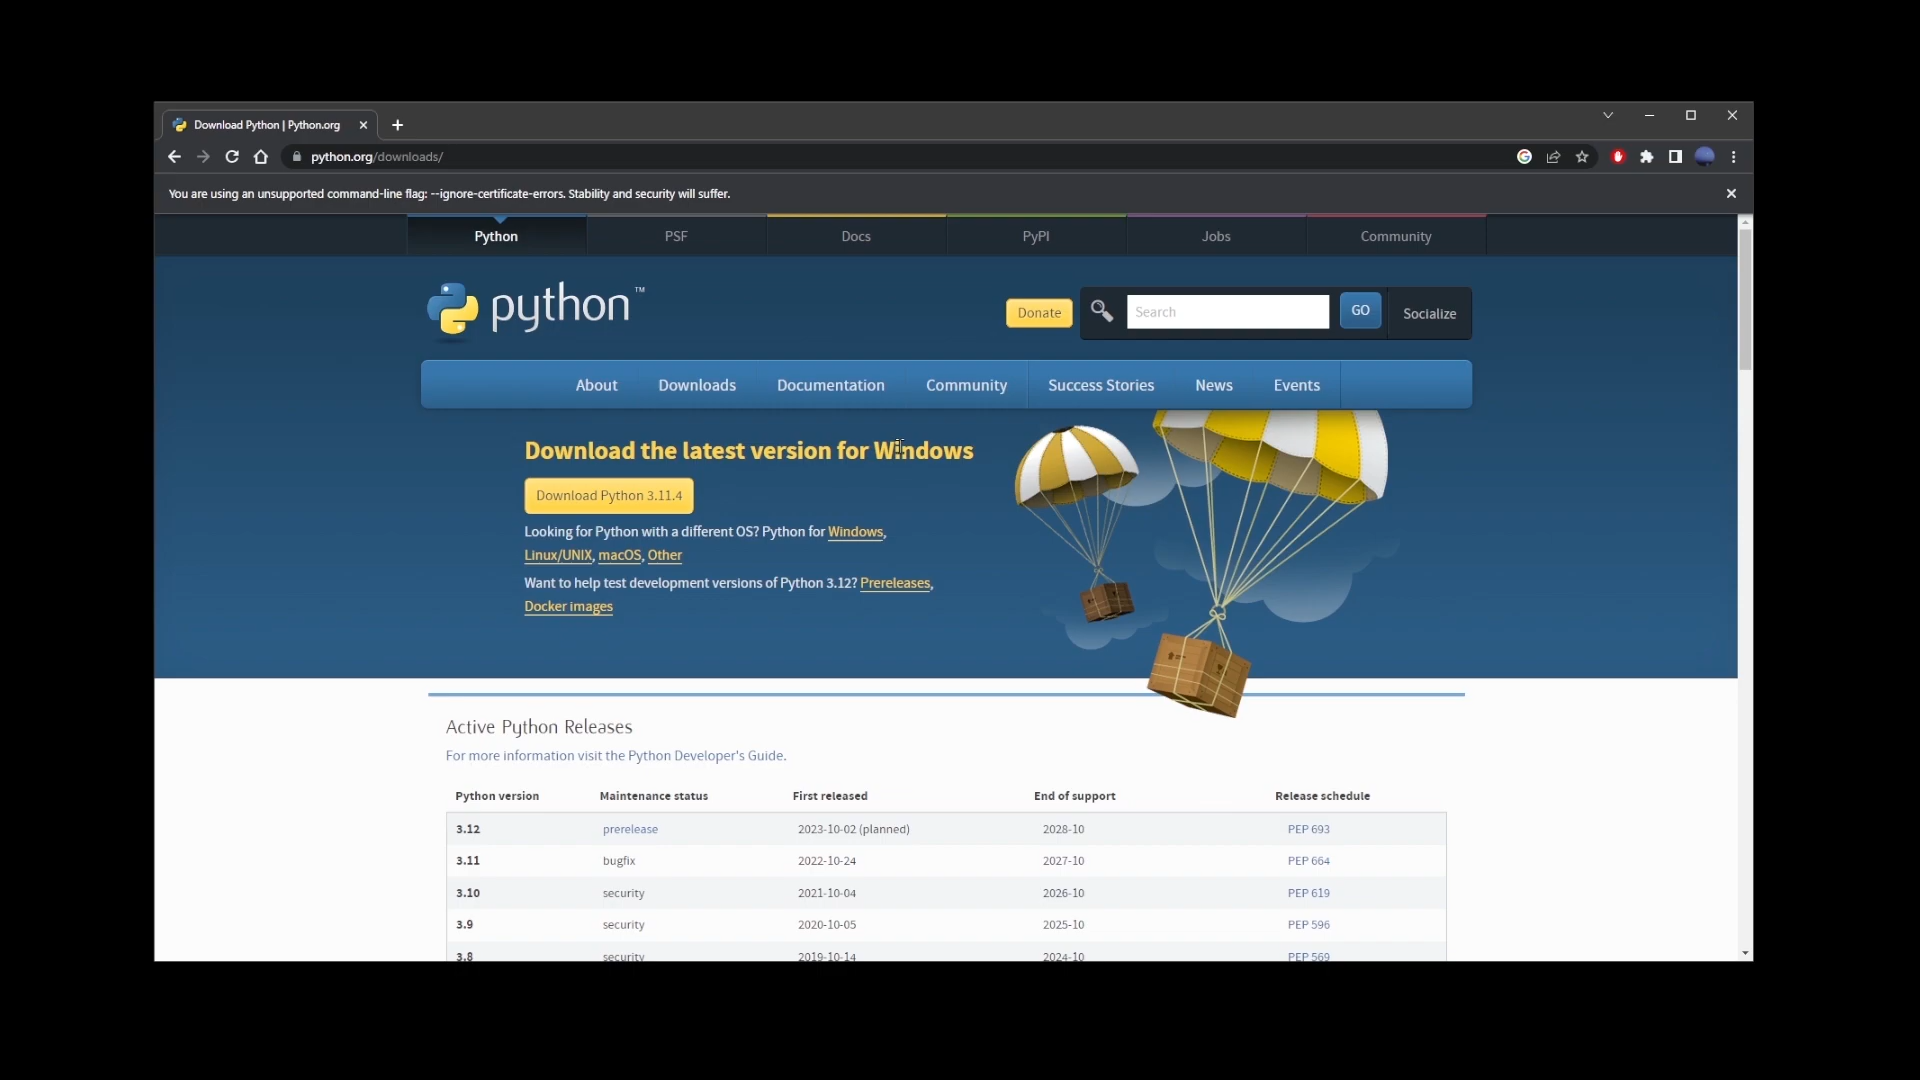 Download Python | Python.org
python.org/downloads/
You are using an unsupported command-line flag: --ignore-certificate-errors. Stability and security will suffer.
Python PSF Docs PyPI Jobs Community
python™
Donate Search GO Socialize
About Downloads Documentation Community Success Stories News Events
Download the latest version for Windows
Download Python 3.11.4
Looking for Python with a different OS? Python for Windows,
Linux/UNIX, macOS, Other
Want to help test development versions of Python 3.12? Prereleases,
Docker images
Active Python Releases
For more information visit the Python Developer's Guide.
Python version Maintenance status First released End of support Release schedule
3.12 prerelease 2023-10-02 (planned) 2028-10 PEP 693
3.11 bugfix 2022-10-24 2027-10 PEP 664
3.10 security 2021-10-04 2026-10 PEP 619
3.9 security 2020-10-05 2025-10 PEP 596
3.8 security 2019-10-14 2024-10 PEP 569